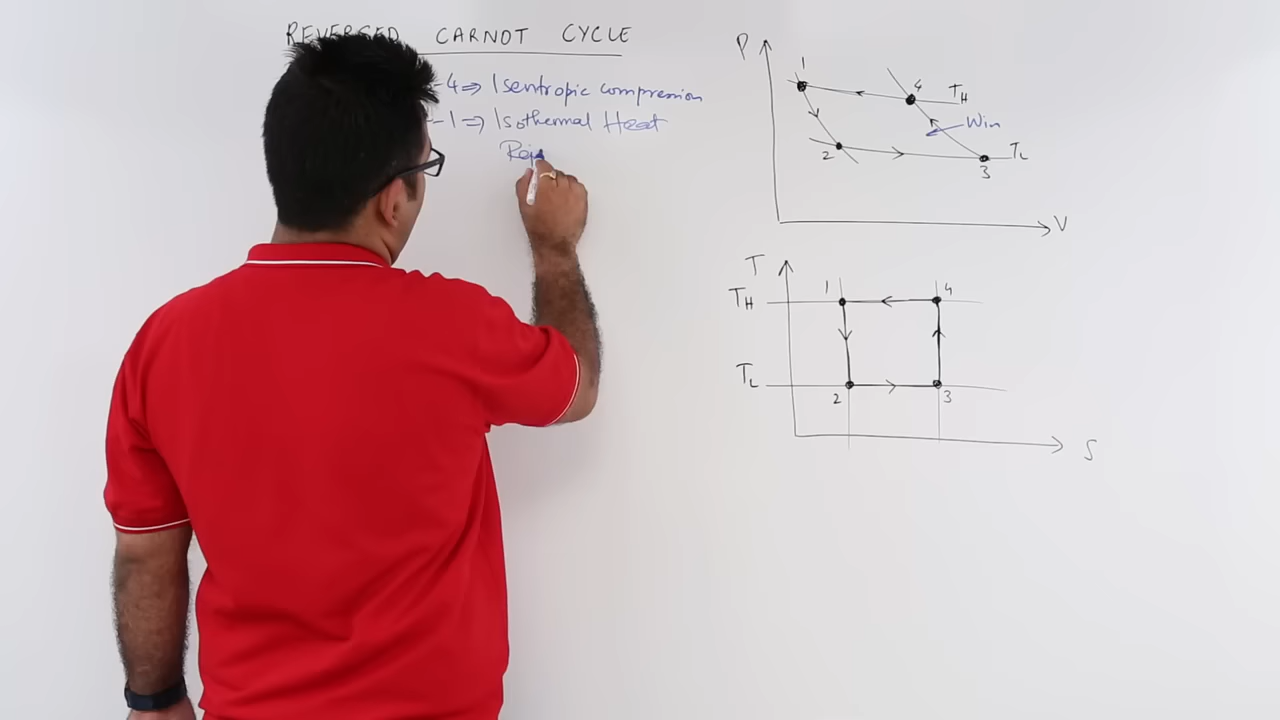 REVERSED CARNOT CYCLE
-4 ⇒ Isentropic compression
-1 ⇒ Isothermal Heat
Rej
P
1
4
TH
Win
2
TL
3
V
T
TH
1
4
TL
2
3
S